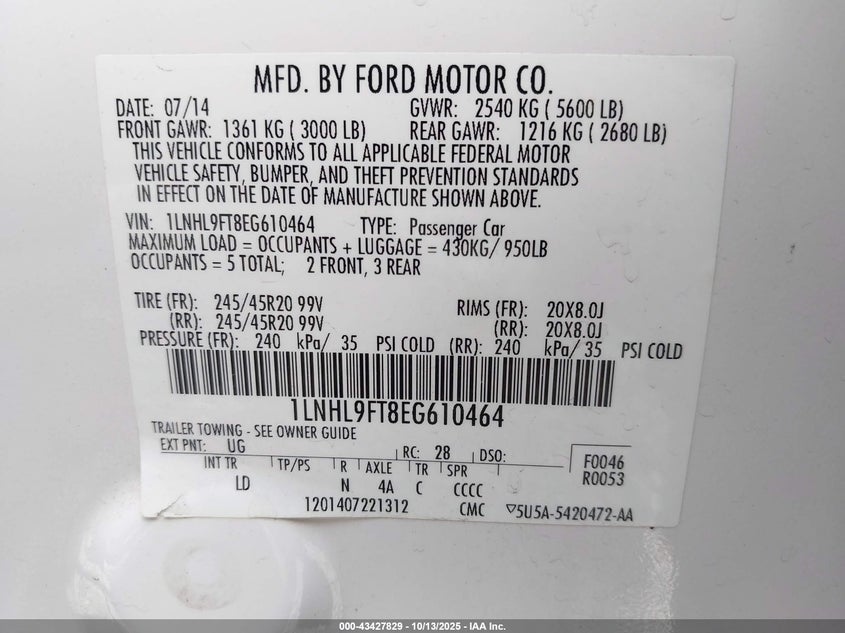 MFD. BY FORD MOTOR CO.
DATE: 07/14 GVWR: 2540 KG ( 5600 LB)
FRONT GAWR: 1361 KG ( 3000 LB) REAR GAWR: 1216 KG ( 2680 LB)
THIS VEHICLE CONFORMS TO ALL APPLICABLE FEDERAL MOTOR
VEHICLE SAFETY, BUMPER, AND THEFT PREVENTION STANDARDS
IN EFFECT ON THE DATE OF MANUFACTURE SHOWN ABOVE.
VIN: 1LNHL9FT8EG610464 TYPE: Passenger Car
MAXIMUM LOAD = OCCUPANTS + LUGGAGE = 430KG/ 950LB
OCCUPANTS = 5 TOTAL; 2 FRONT, 3 REAR
TIRE (FR): 245/45R20 99V RIMS (FR): 20X8.0J
(RR): 245/45R20 99V (RR): 20X8.0J
PRESSURE (FR): 240 kPa/ 35 PSI COLD (RR): 240 kPa/ 35 PSI COLD
1LNHL9FT8EG610464
TRAILER TOWING - SEE OWNER GUIDE
EXT PNT: UG RC: 28 DSO: F0046
INT TR TP/PS R AXLE TR SPR R0053
LD N 4A C CCCC
1201407221312 CMC ▽5U5A-5420472-AA
000-43427829 - 10/13/2025 - IAA Inc.